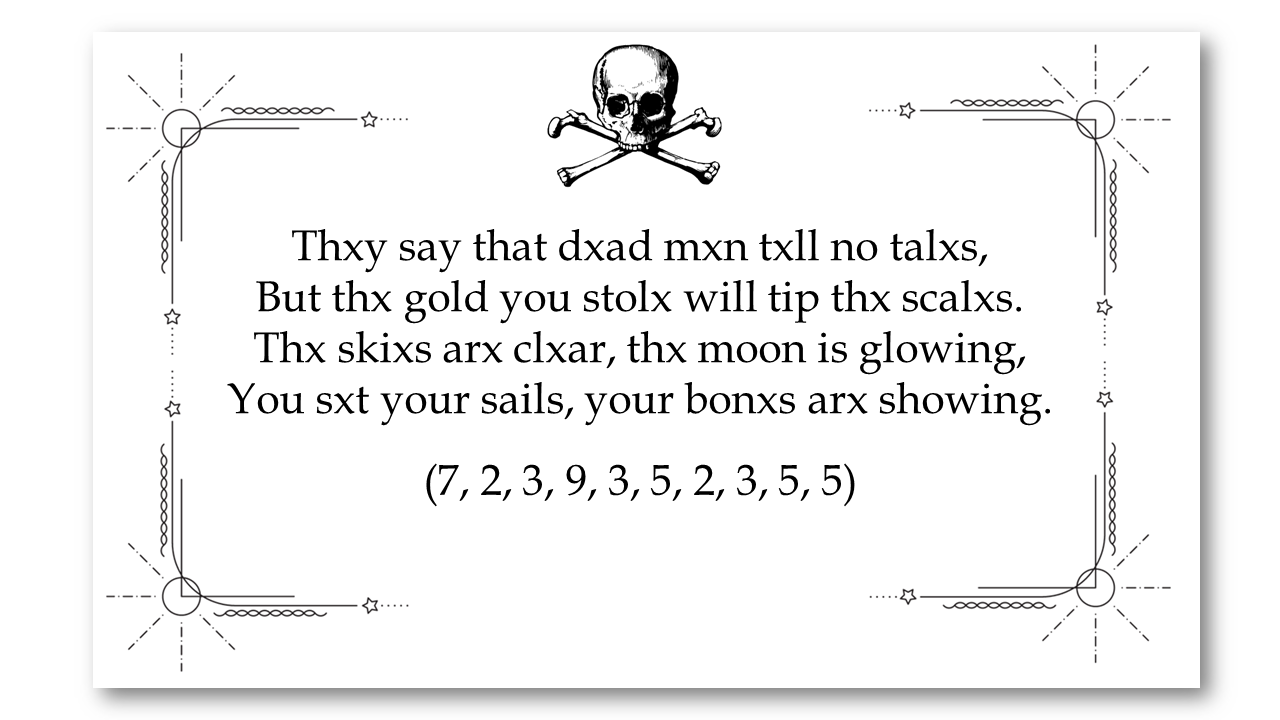 Thxy say that dxad mxn txll no talxs,
But thx gold you stolx will tip thx scalxs.
Thx skixs arx clxar, thx moon is glowing,
You sxt your sails, your bonxs arx showing.
(7, 2, 3, 9, 3, 5, 2, 3, 5, 5)